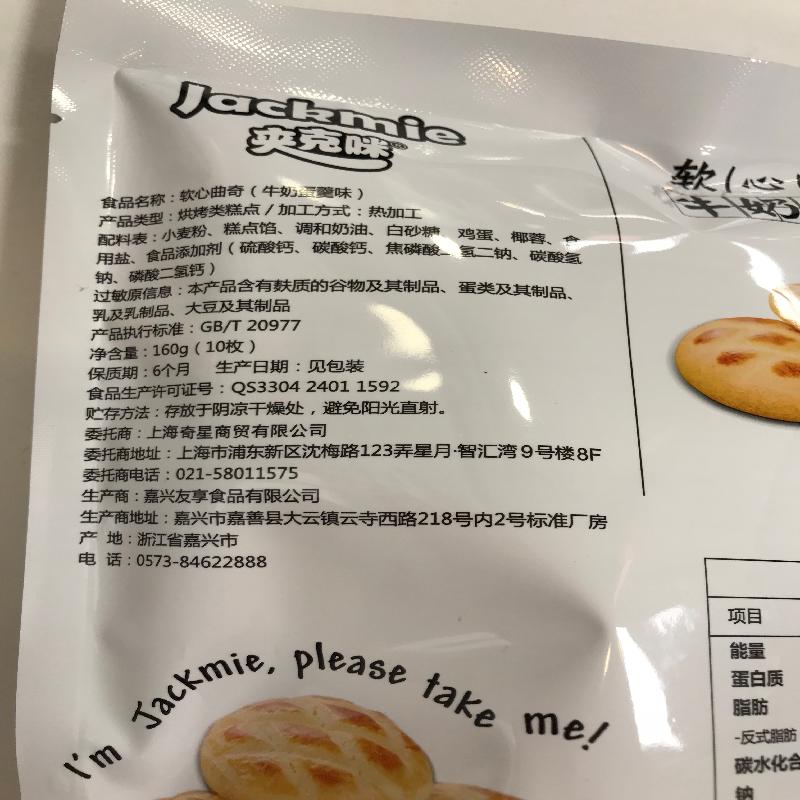 Jackmie
夹克咪®
食品名称：软心曲奇（牛奶蛋羹味）
产品类型：烘烤类糕点/加工方式：热加工
配料表：小麦粉、糕点馅、调和奶油、白砂糖、鸡蛋、椰蓉、食
用盐、食品添加剂（硫酸钙、碳酸钙、焦磷酸二氢二钠、碳酸氢
钠、磷酸二氢钙）
过敏原信息：本产品含有麸质的谷物及其制品、蛋类及其制品、
乳及乳制品、大豆及其制品
产品执行标准：GB/T 20977
净含量：160g（10枚）
保质期：6个月 生产日期：见包装
食品生产许可证号：QS3304 2401 1592
贮存方法：存放于阴凉干燥处，避免阳光直射。
委托商：上海奇星商贸有限公司
委托商地址：上海市浦东新区沈梅路123弄星月·智汇湾9号楼8F
委托商电话：021-58011575
生产商：嘉兴友享食品有限公司
生产商地址：嘉兴市嘉善县大云镇云寺西路218号内2号标准厂房
产 地：浙江省嘉兴市
电 话：0573-84622888
I'm Jackmie, please take me!
软心
牛奶
项目
能量
蛋白质
脂肪
-反式脂肪
碳水化合
钠